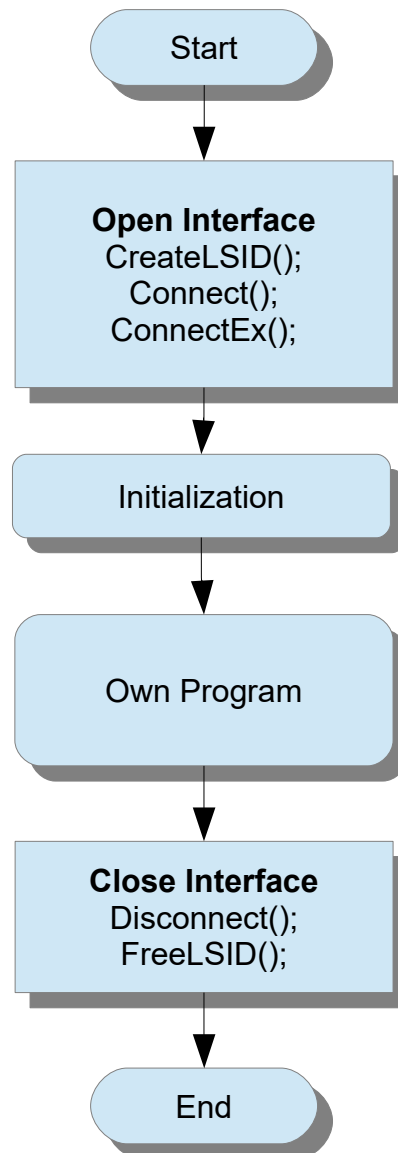 Start
Open Interface
CreateLSID();
Connect();
ConnectEx();
Initialization
Own Program
Close Interface
Disconnect();
FreeLSID();
End